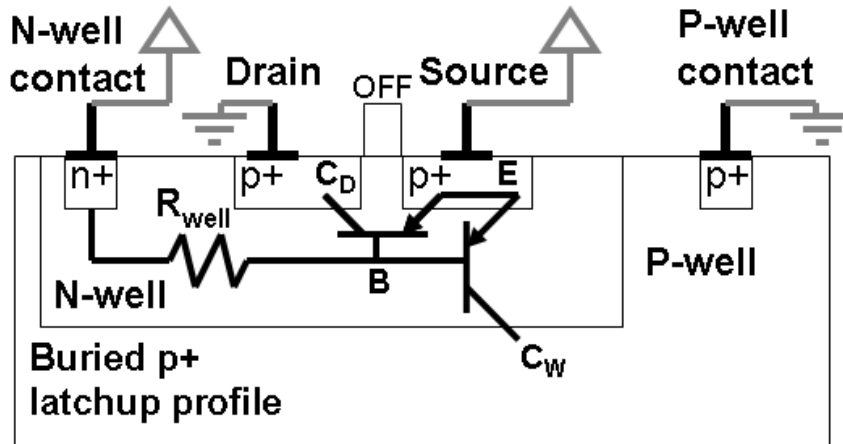 N-well
contact
Drain
OFF
Source
P-well
contact
n+
p+
C_D
p+
E
p+
R_well
B
N-well
P-well
C_W
Buried p+
latchup profile